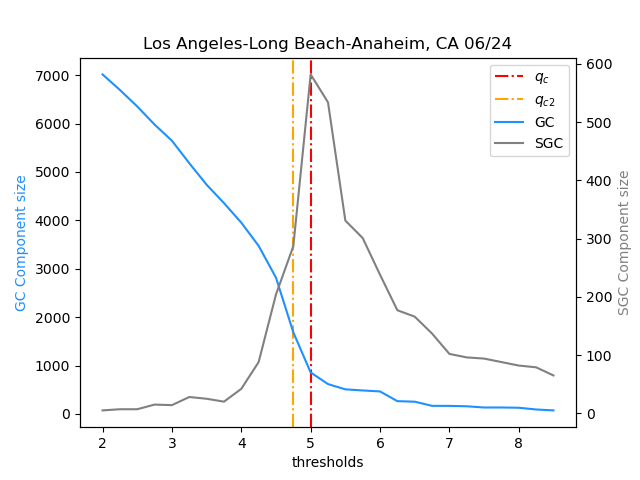 Los Angeles-Long Beach-Anaheim, CA 06/24
7000
6000
5000
4000
3000
2000
1000
0
GC Component size
600
500
400
300
200
100
0
SGC Component size
q_c
q_c2
GC
SGC
2 3 4 5 6 7 8
thresholds